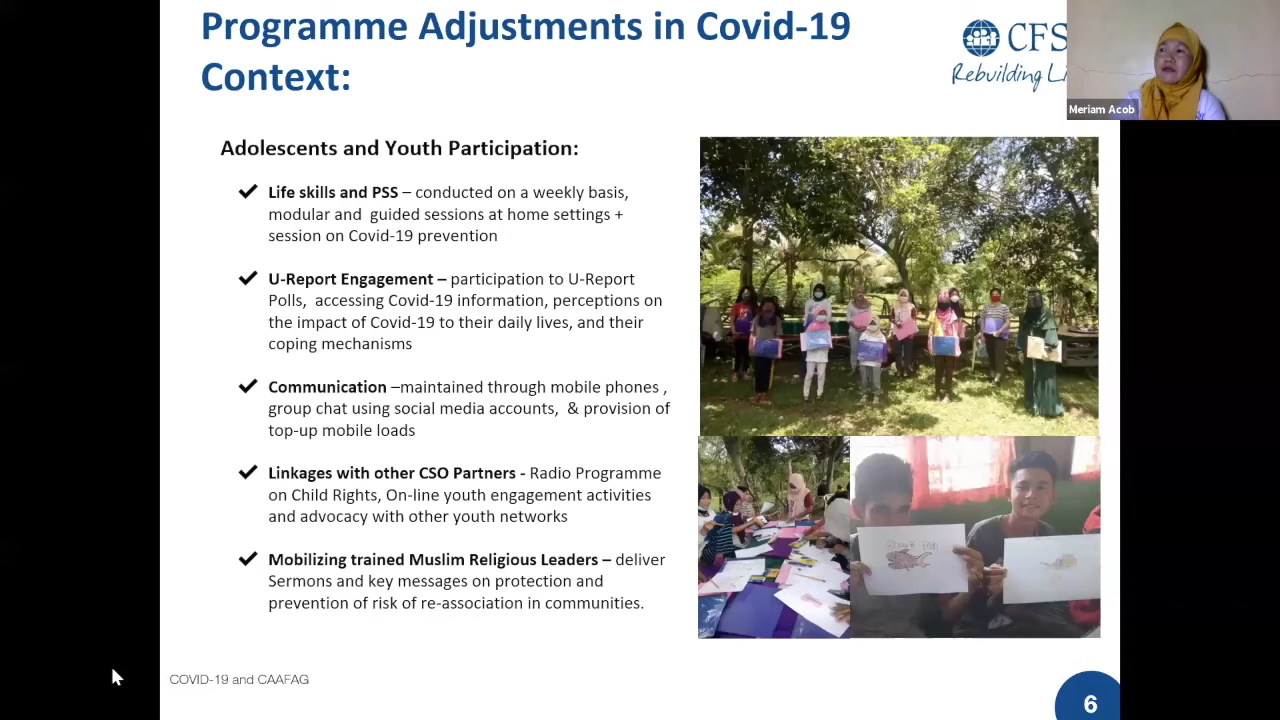 Programme Adjustments in Covid-19
Context:
CFS
Rebuilding Li
Meriam Acob
Adolescents and Youth Participation:
Life skills and PSS – conducted on a weekly basis,
modular and guided sessions at home settings +
session on Covid-19 prevention
U-Report Engagement – participation to U-Report
Polls, accessing Covid-19 information, perceptions on
the impact of Covid-19 to their daily lives, and their
coping mechanisms
Communication –maintained through mobile phones ,
group chat using social media accounts, & provision of
top-up mobile loads
Linkages with other CSO Partners - Radio Programme
on Child Rights, On-line youth engagement activities
and advocacy with other youth networks
Mobilizing trained Muslim Religious Leaders – deliver
Sermons and key messages on protection and
prevention of risk of re-association in communities.
COVID-19 and CAAFAG
6